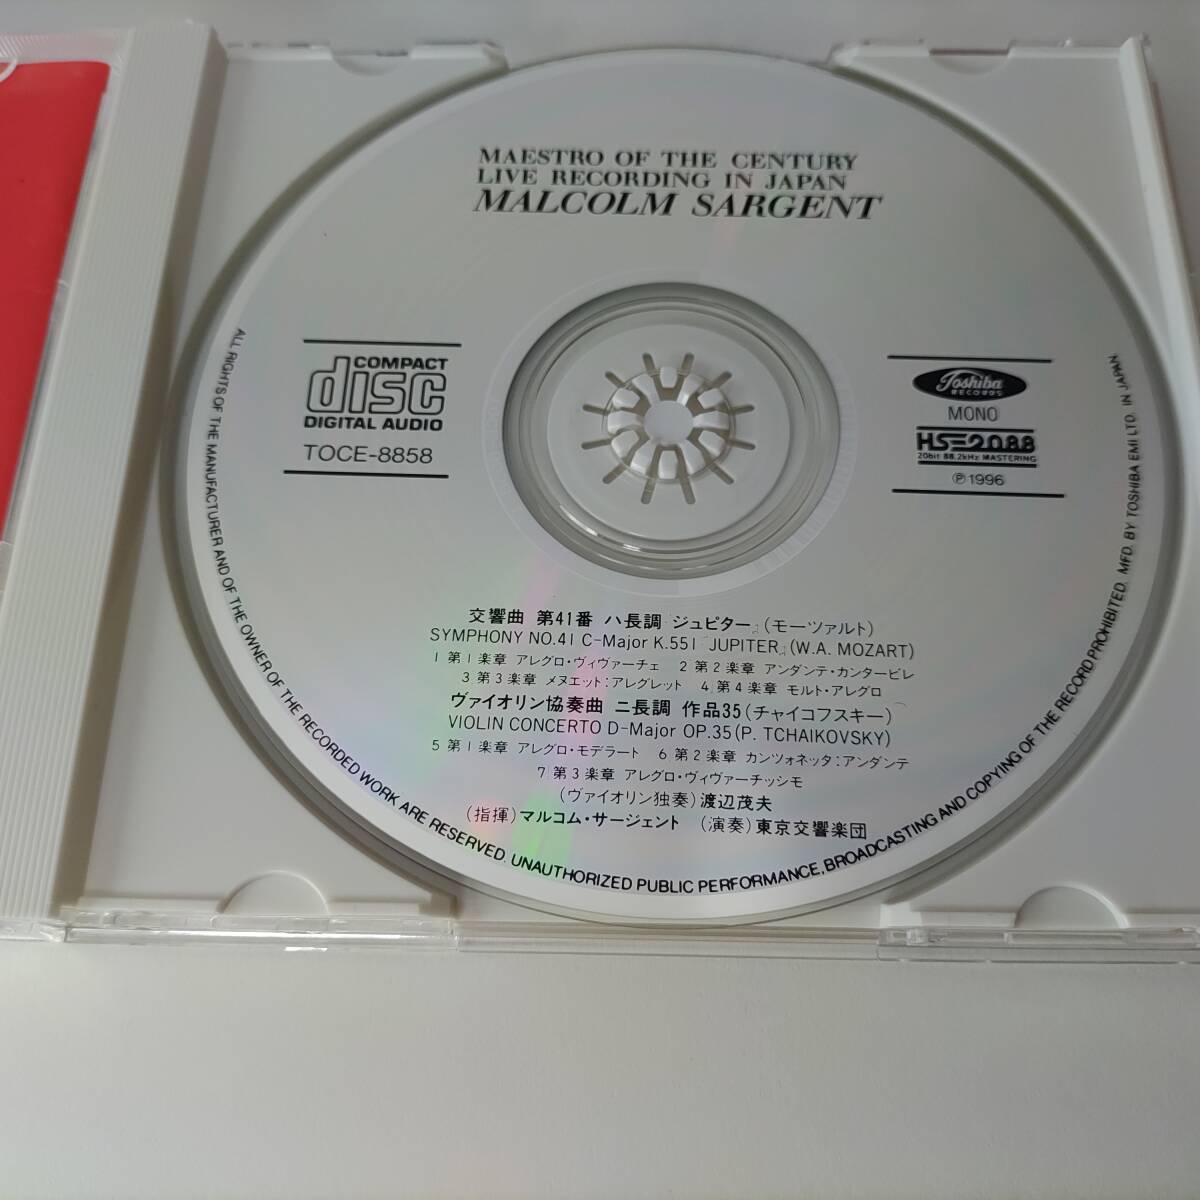 MAESTRO OF THE CENTURY
LIVE RECORDING IN JAPAN
MALCOLM SARGENT
COMPACT
disc
DIGITAL AUDIO
TOCE-8858
Toshiba
RECORDS
MONO
HS-2088
20bit 88.2kHz MASTERING
Ⓟ1996
交響曲 第41番 ハ長調『ジュピター』(モーツァルト)
SYMPHONY NO.41 C-Major K.551『JUPITER』(W.A. MOZART)
1 第1楽章 アレグロ・ヴィヴァーチェ 2 第2楽章 アンダンテ・カンタービレ
3 第3楽章 メヌエット:アレグレット 4 第4楽章 モルト・アレグロ
ヴァイオリン協奏曲 ニ長調 作品35(チャイコフスキー)
VIOLIN CONCERTO D-Major OP.35(P. TCHAIKOVSKY)
5 第1楽章 アレグロ・モデラート 6 第2楽章 カンツォネッタ:アンダンテ
7 第3楽章 アレグロ・ヴィヴァーチッシモ
(ヴァイオリン独奏)渡辺茂夫
(指揮)マルコム・サージェント (演奏)東京交響楽団
ALL RIGHTS OF THE MANUFACTURER AND OF THE OWNER OF THE RECORDED WORK ARE RESERVED. UNAUTHORIZED PUBLIC PERFORMANCE, BROADCASTING AND COPYING OF THE RECORD PROHIBITED. MFD. BY TOSHIBA EMI LTD. IN JAPAN.